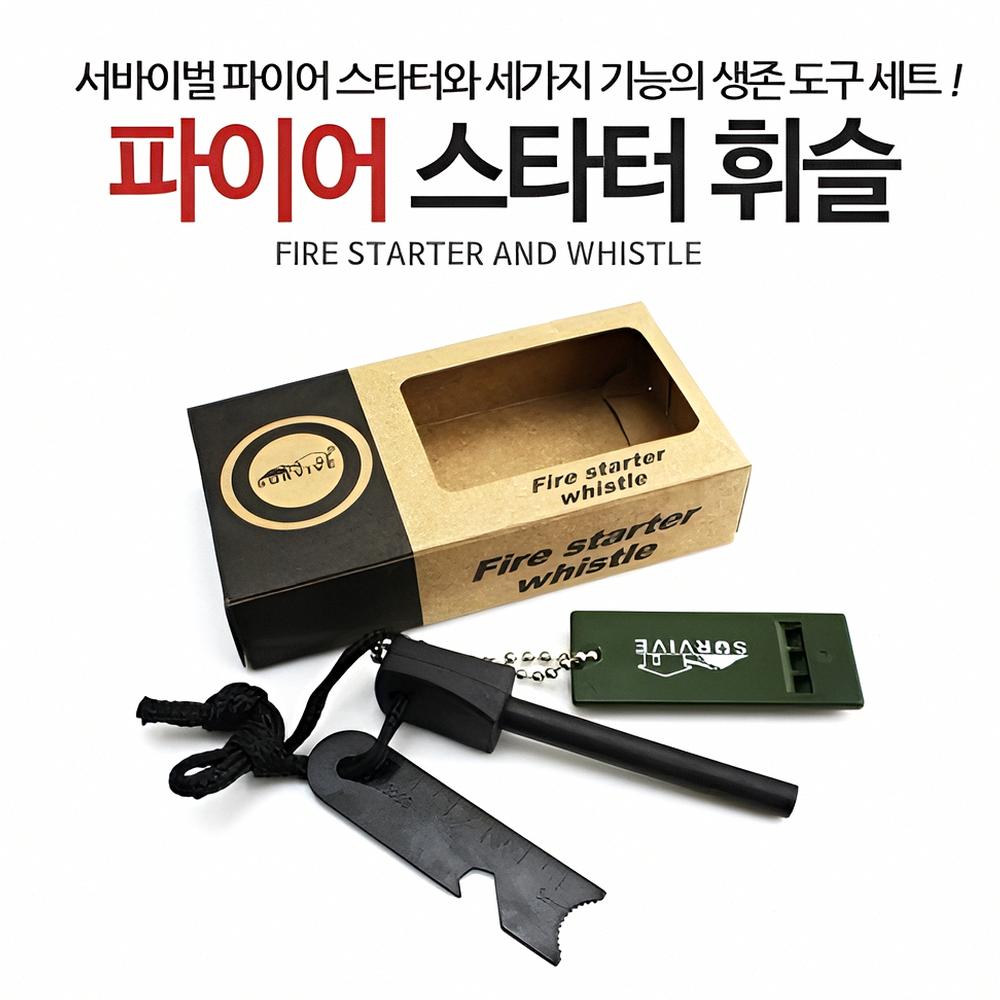 서바이벌 파이어 스타터와 세가지 기능의 생존 도구 세트 !
파이어 스타터 휘슬
FIRE STARTER AND WHISTLE
SURVIVE
Fire starter
whistle
Fire starter
whistle
SURVIVE